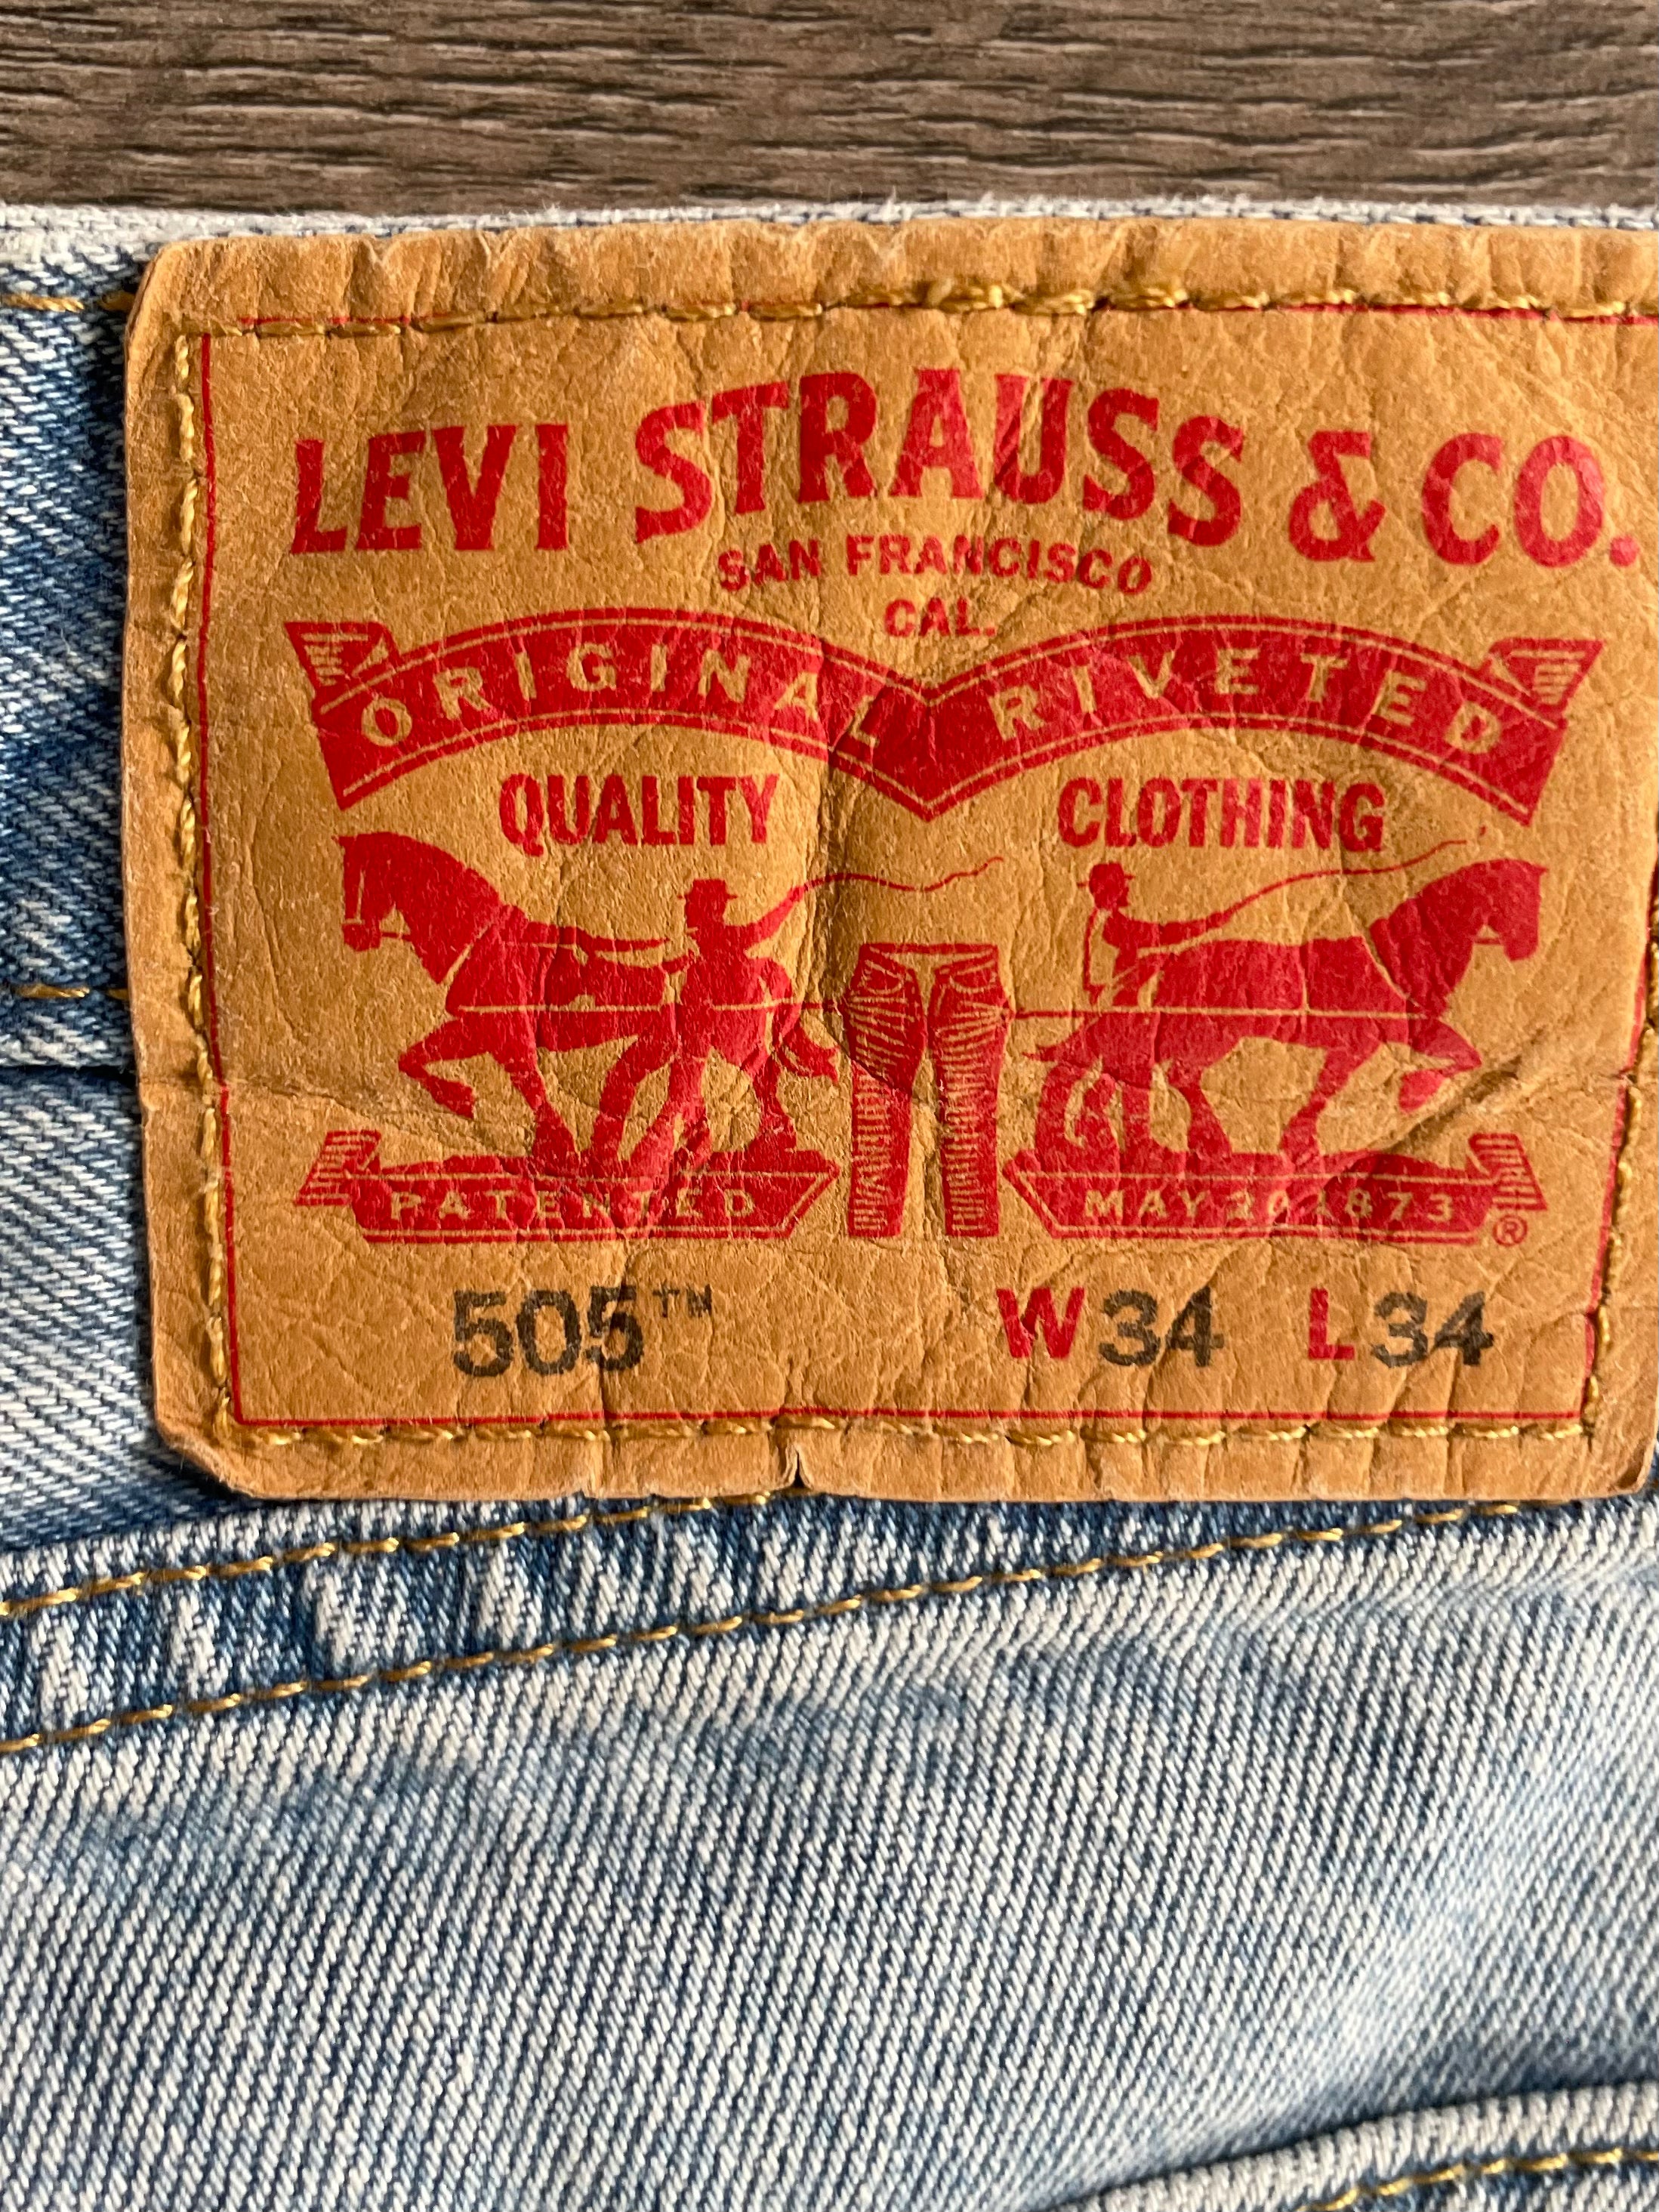 LEVI STRAUSS & CO.
SAN FRANCISCO
CAL.
ORIGINAL RIVETED
QUALITY CLOTHING
PATENTED MAY 20 1873 ®
505™ W34 L34